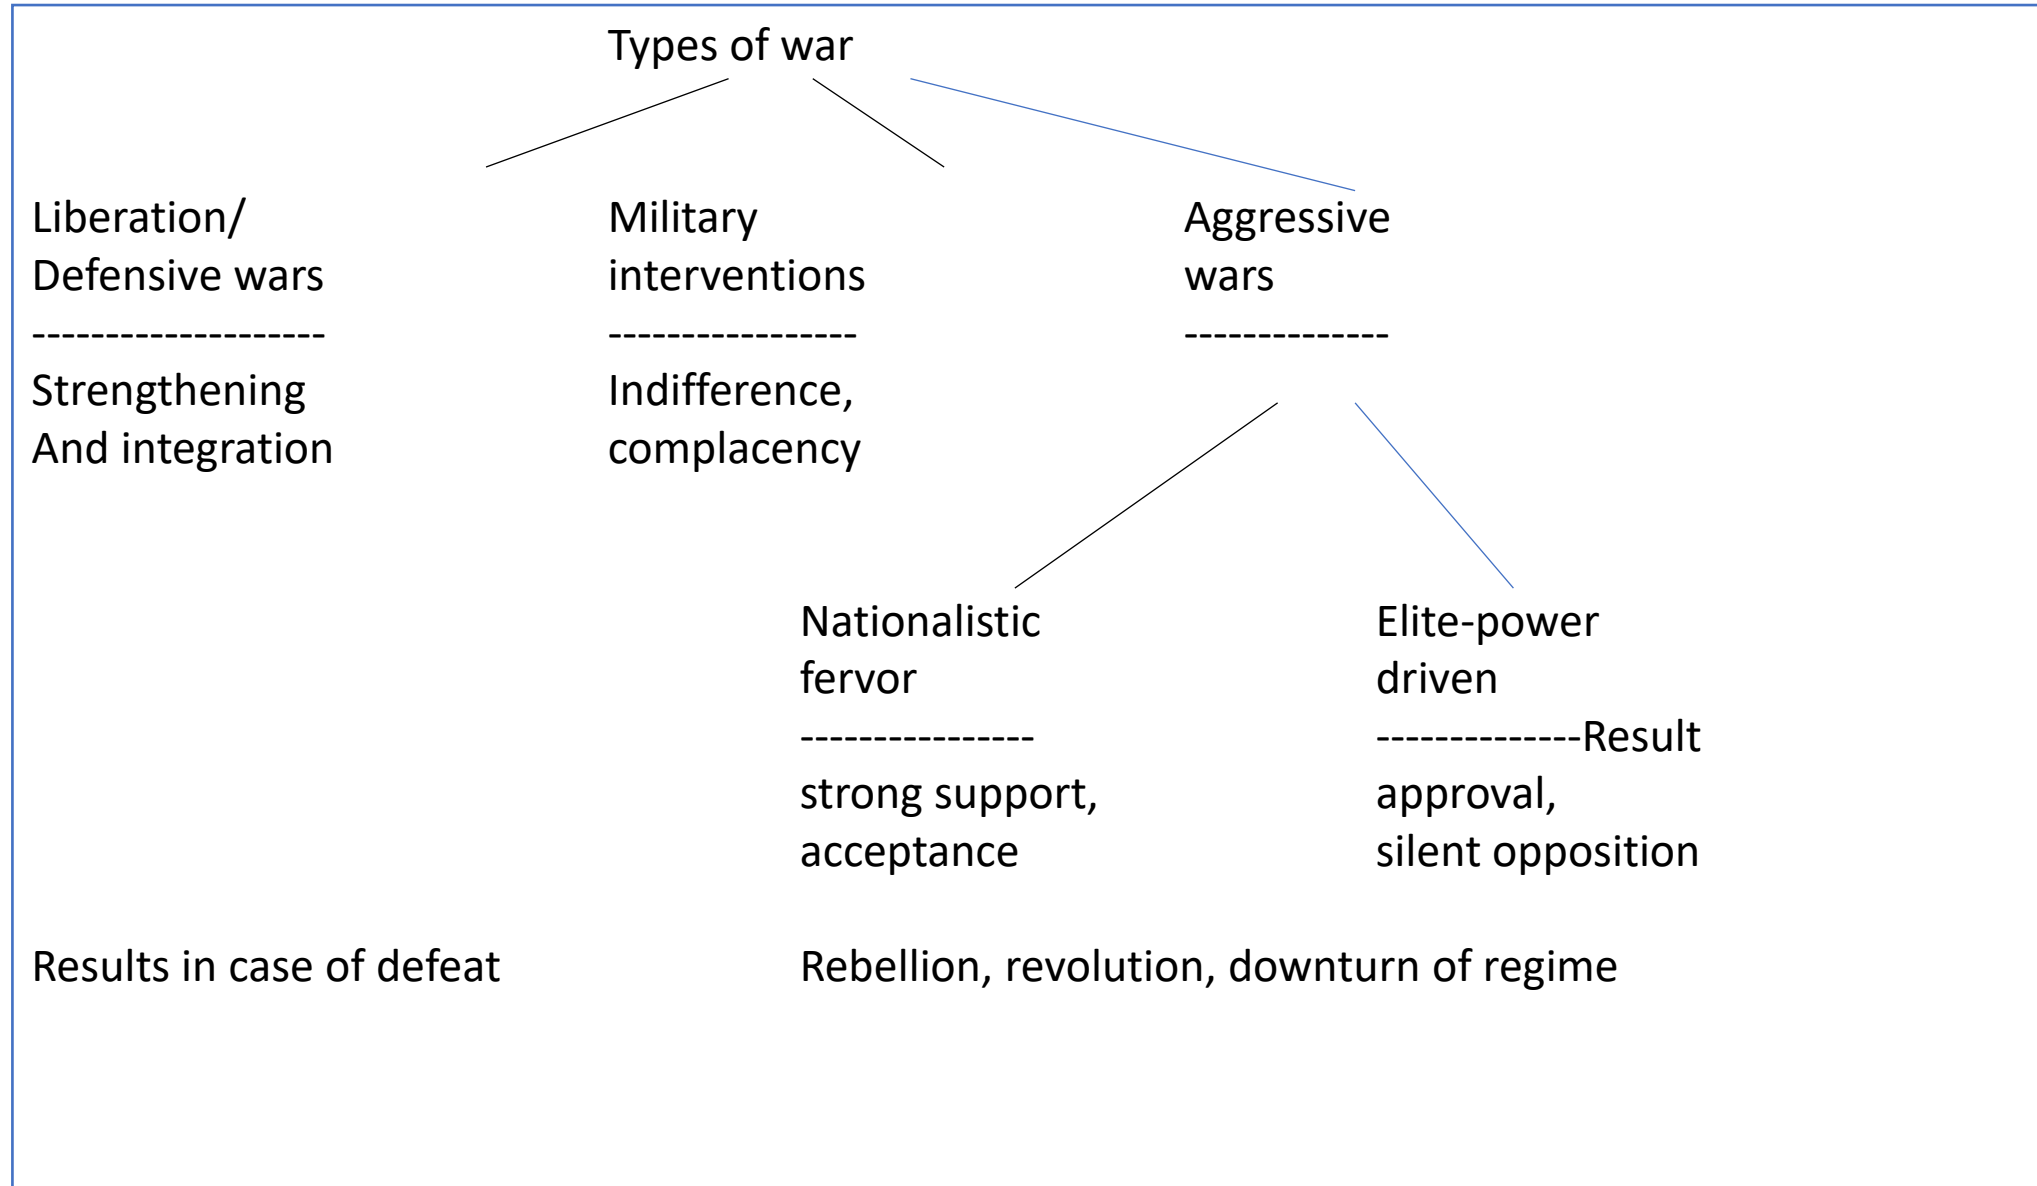 Types of war
Liberation/ Military Aggressive
Defensive wars interventions wars
-------------------- ----------------- --------------
Strengthening Indifference,
And integration complacency
Nationalistic Elite-power
fervor driven
---------------- --------------Result
strong support, approval,
acceptance silent opposition
Results in case of defeat Rebellion, revolution, downturn of regime